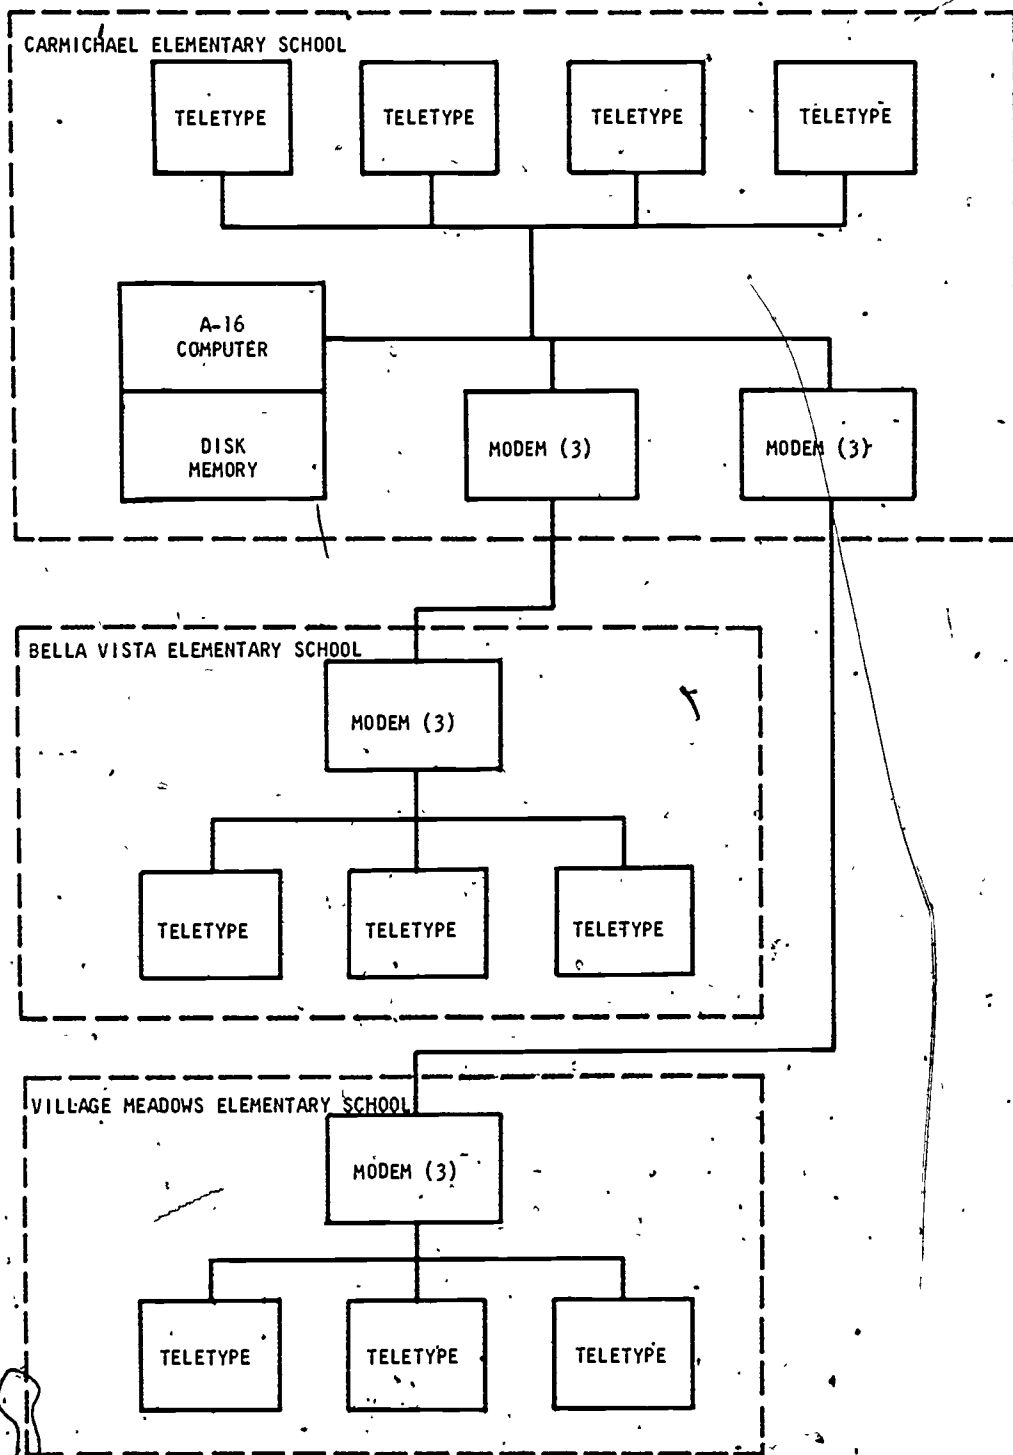 CARMICHAEL ELEMENTARY SCHOOL
TELETYPE
TELETYPE
TELETYPE
TELETYPE
A-16
COMPUTER
DISK
MEMORY
MODEM (3)
MODEM (3)
BELLA VISTA ELEMENTARY SCHOOL
MODEM (3)
TELETYPE
TELETYPE
TELETYPE
VILLAGE MEADOWS ELEMENTARY SCHOOL
MODEM (3)
TELETYPE
TELETYPE
TELETYPE